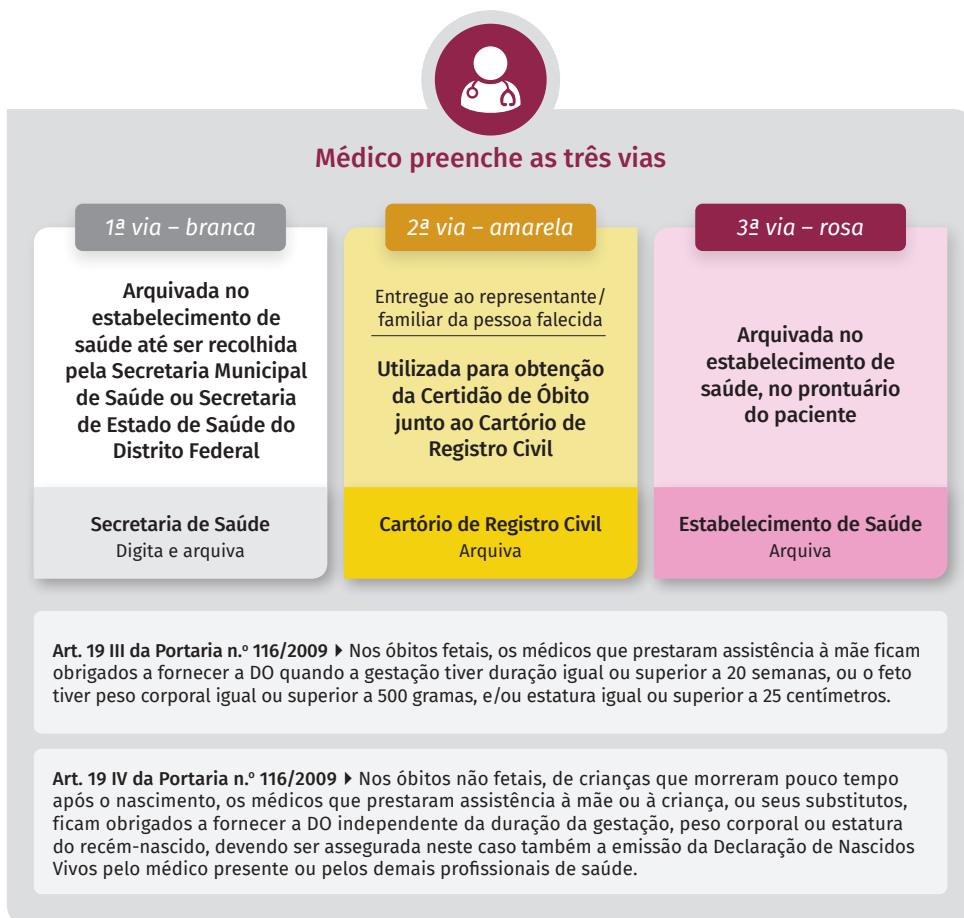 Médico preenche as três vias
1ª via – branca
Arquivada no
estabelecimento de
saúde até ser recolhida
pela Secretaria Municipal
de Saúde ou Secretaria
de Estado de Saúde do
Distrito Federal
Secretaria de Saúde
Digita e arquiva
2ª via – amarela
Entregue ao representante/
familiar da pessoa falecida
Utilizada para obtenção
da Certidão de Óbito
junto ao Cartório de
Registro Civil
Cartório de Registro Civil
Arquiva
3ª via – rosa
Arquivada no
estabelecimento de
saúde, no prontuário
do paciente
Estabelecimento de Saúde
Arquiva
Art. 19 III da Portaria n.º 116/2009 ▸ Nos óbitos fetais, os médicos que prestaram assistência à mãe ficam
obrigados a fornecer a DO quando a gestação tiver duração igual ou superior a 20 semanas, ou o feto
tiver peso corporal igual ou superior a 500 gramas, e/ou estatura igual ou superior a 25 centímetros.
Art. 19 IV da Portaria n.º 116/2009 ▸ Nos óbitos não fetais, de crianças que morreram pouco tempo
após o nascimento, os médicos que prestaram assistência à mãe ou à criança, ou seus substitutos,
ficam obrigados a fornecer a DO independente da duração da gestação, peso corporal ou estatura
do recém-nascido, devendo ser assegurada neste caso também a emissão da Declaração de Nascidos
Vivos pelo médico presente ou pelos demais profissionais de saúde.